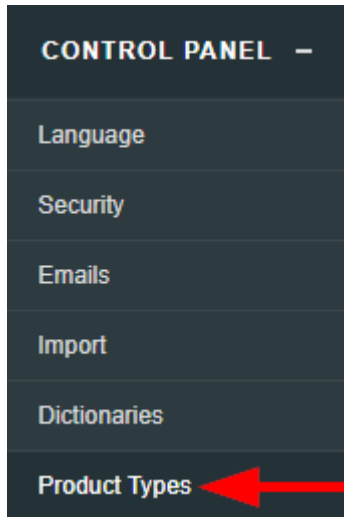 CONTROL PANEL –
Language
Security
Emails
Import
Dictionaries
Product Types